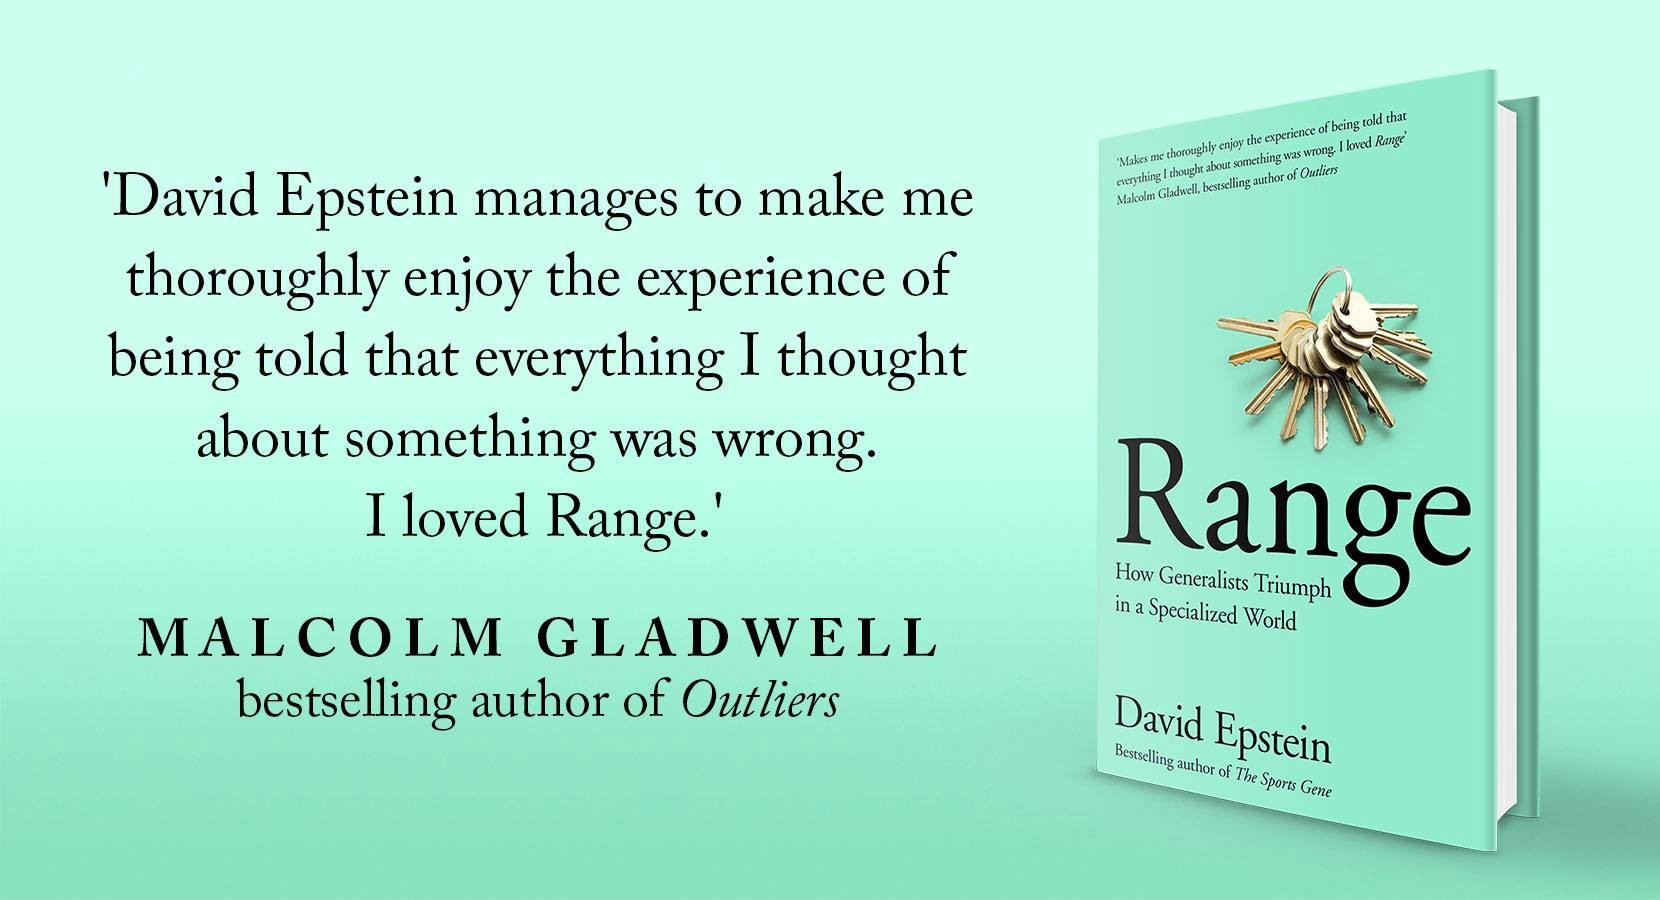 'David Epstein manages to make me
thoroughly enjoy the experience of
being told that everything I thought
about something was wrong.
I loved Range.'
MALCOLM GLADWELL
bestselling author of Outliers
'Makes me thoroughly enjoy the experience of being told that
everything I thought about something was wrong. I loved Range'
Malcolm Gladwell, bestselling author of Outliers
Range
How Generalists Triumph
in a Specialized World
David Epstein
Bestselling author of The Sports Gene